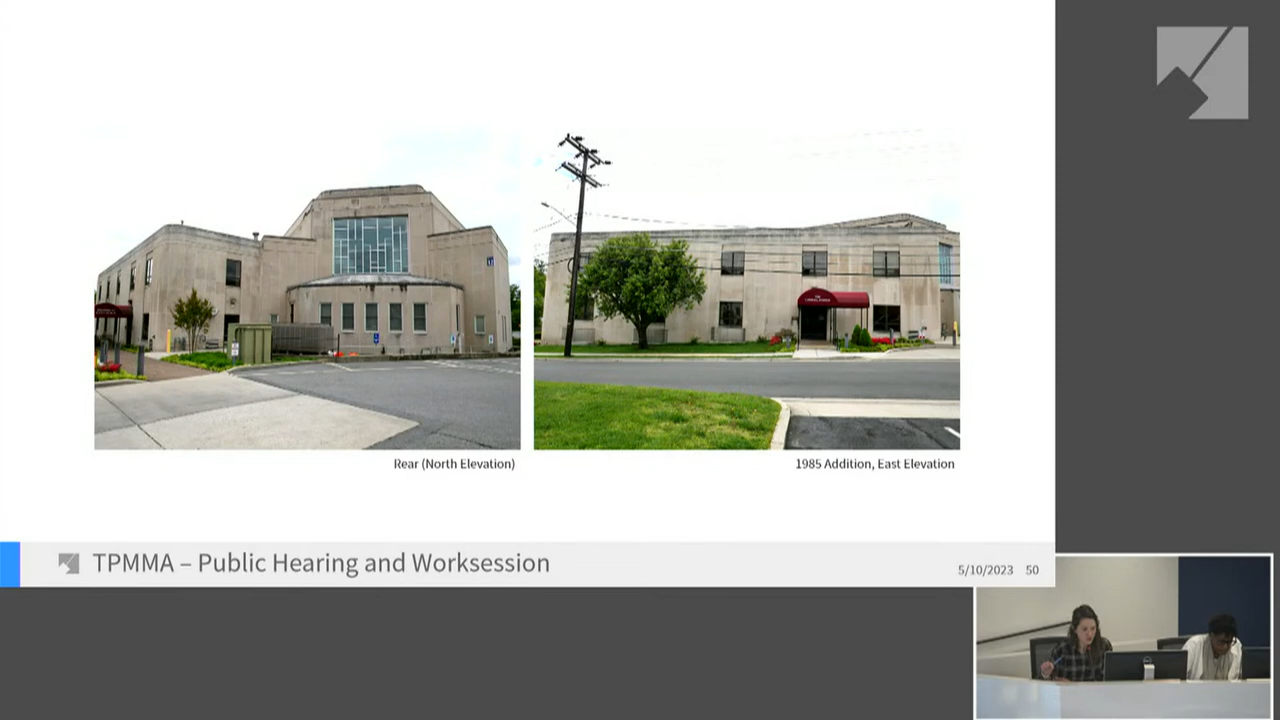 Rear (North Elevation)
1985 Addition, East Elevation
TPMMA – Public Hearing and Worksession
5/10/2023 50